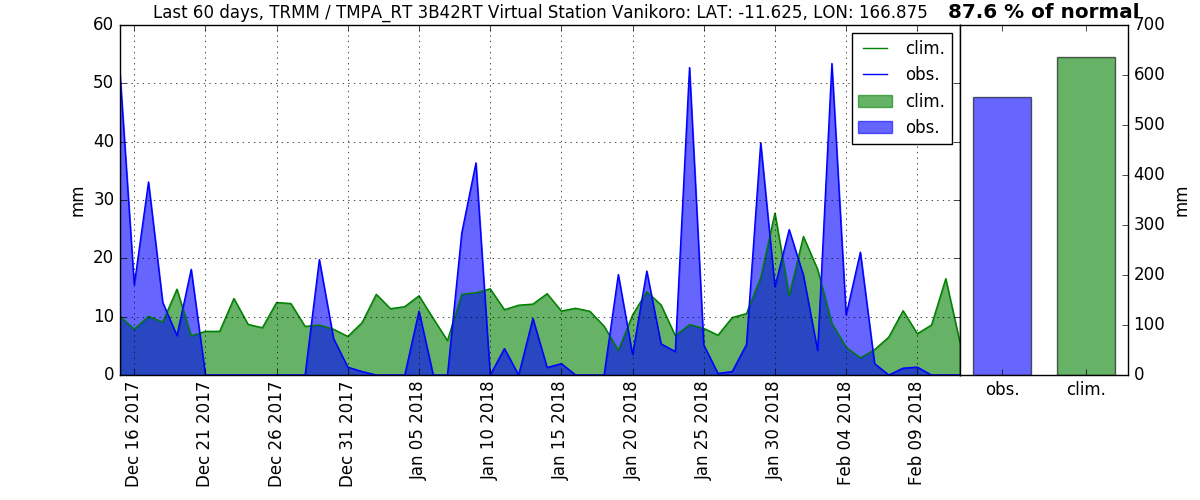 Last 60 days, TRMM / TMPA_RT 3B42RT Virtual Station Vanikoro: LAT: -11.625, LON: 166.875
87.6 % of normal
60
50
40
30
20
10
0
mm
clim.
obs.
clim.
obs.
Dec 16 2017
Dec 21 2017
Dec 26 2017
Dec 31 2017
Jan 05 2018
Jan 10 2018
Jan 15 2018
Jan 20 2018
Jan 25 2018
Jan 30 2018
Feb 04 2018
Feb 09 2018
700
600
500
400
300
200
100
0
mm
obs.
clim.